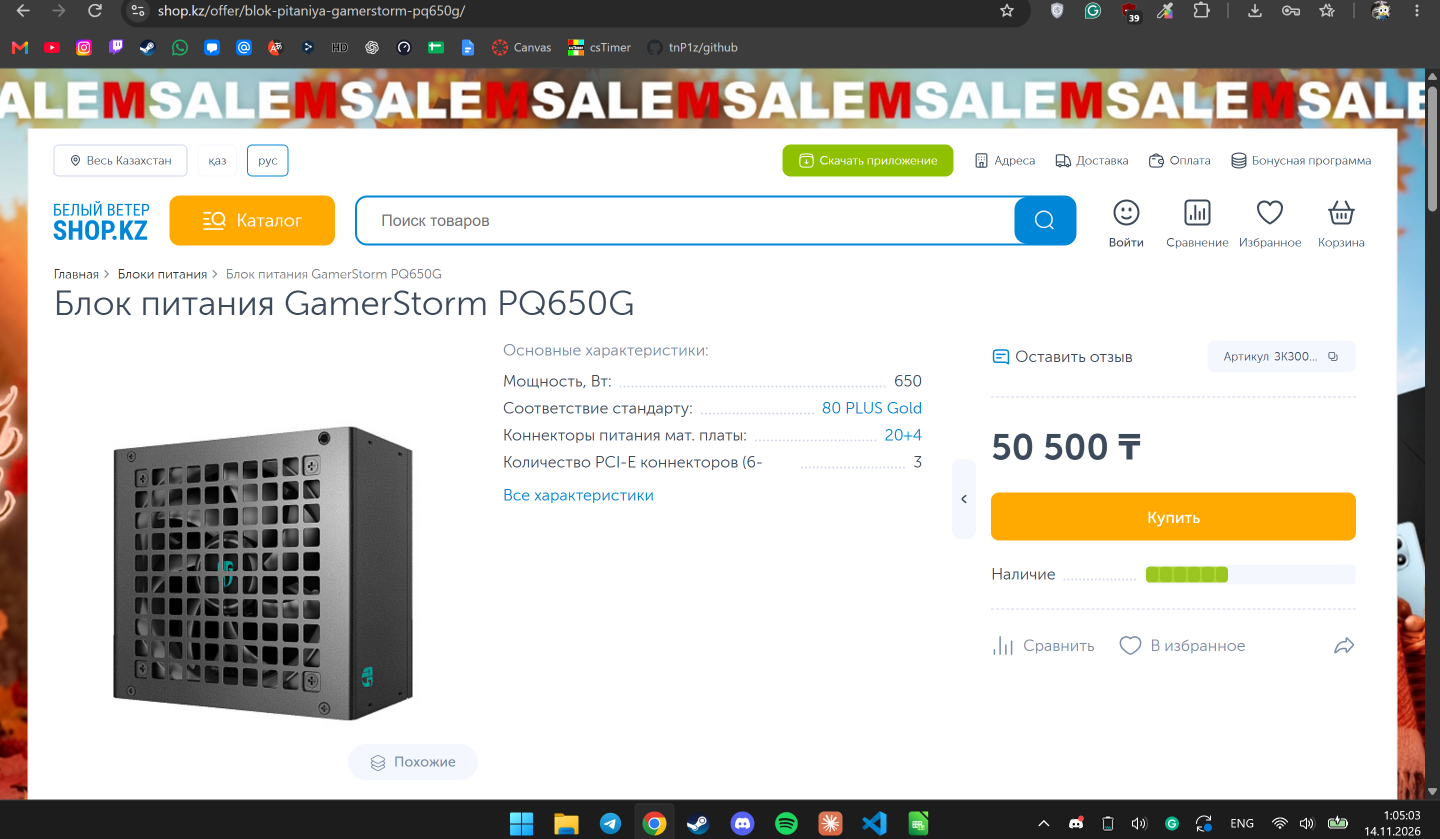 shop.kz/offer/blok-pitaniya-gamerstorm-pq650g/
39
HD
Canvas
csTimer
tnP1z/github
ALEMSALEMSALEMSALEMSALEMSALEMSALEMSALE
Весь Казахстан
қаз
рус
Скачать приложение
Адреса
Доставка
Оплата
Бонусная программа
БЕЛЫЙ ВЕТЕР
SHOP.KZ
Каталог
Поиск товаров
Войти
Сравнение
Избранное
Корзина
Главная > Блоки питания > Блок питания GamerStorm PQ650G
Блок питания GamerStorm PQ650G
Основные характеристики:
Мощность, Вт: 650
Соответствие стандарту: 80 PLUS Gold
Коннекторы питания мат. платы: 20+4
Количество PCI-E коннекторов (6- 3
Все характеристики
Похожие
Оставить отзыв
Артикул ЗК300...
50 500 ₸
Купить
Наличие
Сравнить
В избранное
ENG
1:05:03
14.11.2026